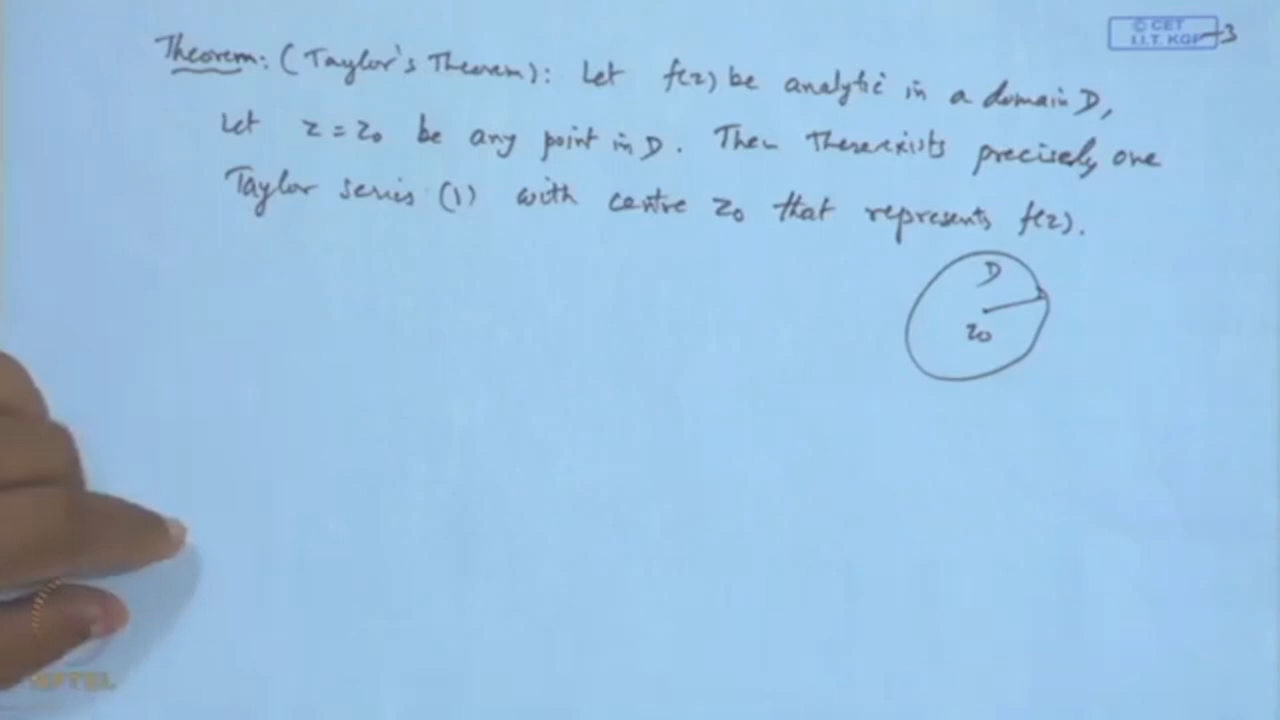 © CET
I.I.T. KGP
-3
Theorem: (Taylor's Theorem): Let f(z) be analytic in a domain D,
Let z = z₀ be any point in D. Then there exists precisely one
Taylor series (1) with centre z₀ that represents f(z).
D
z₀
NPTEL